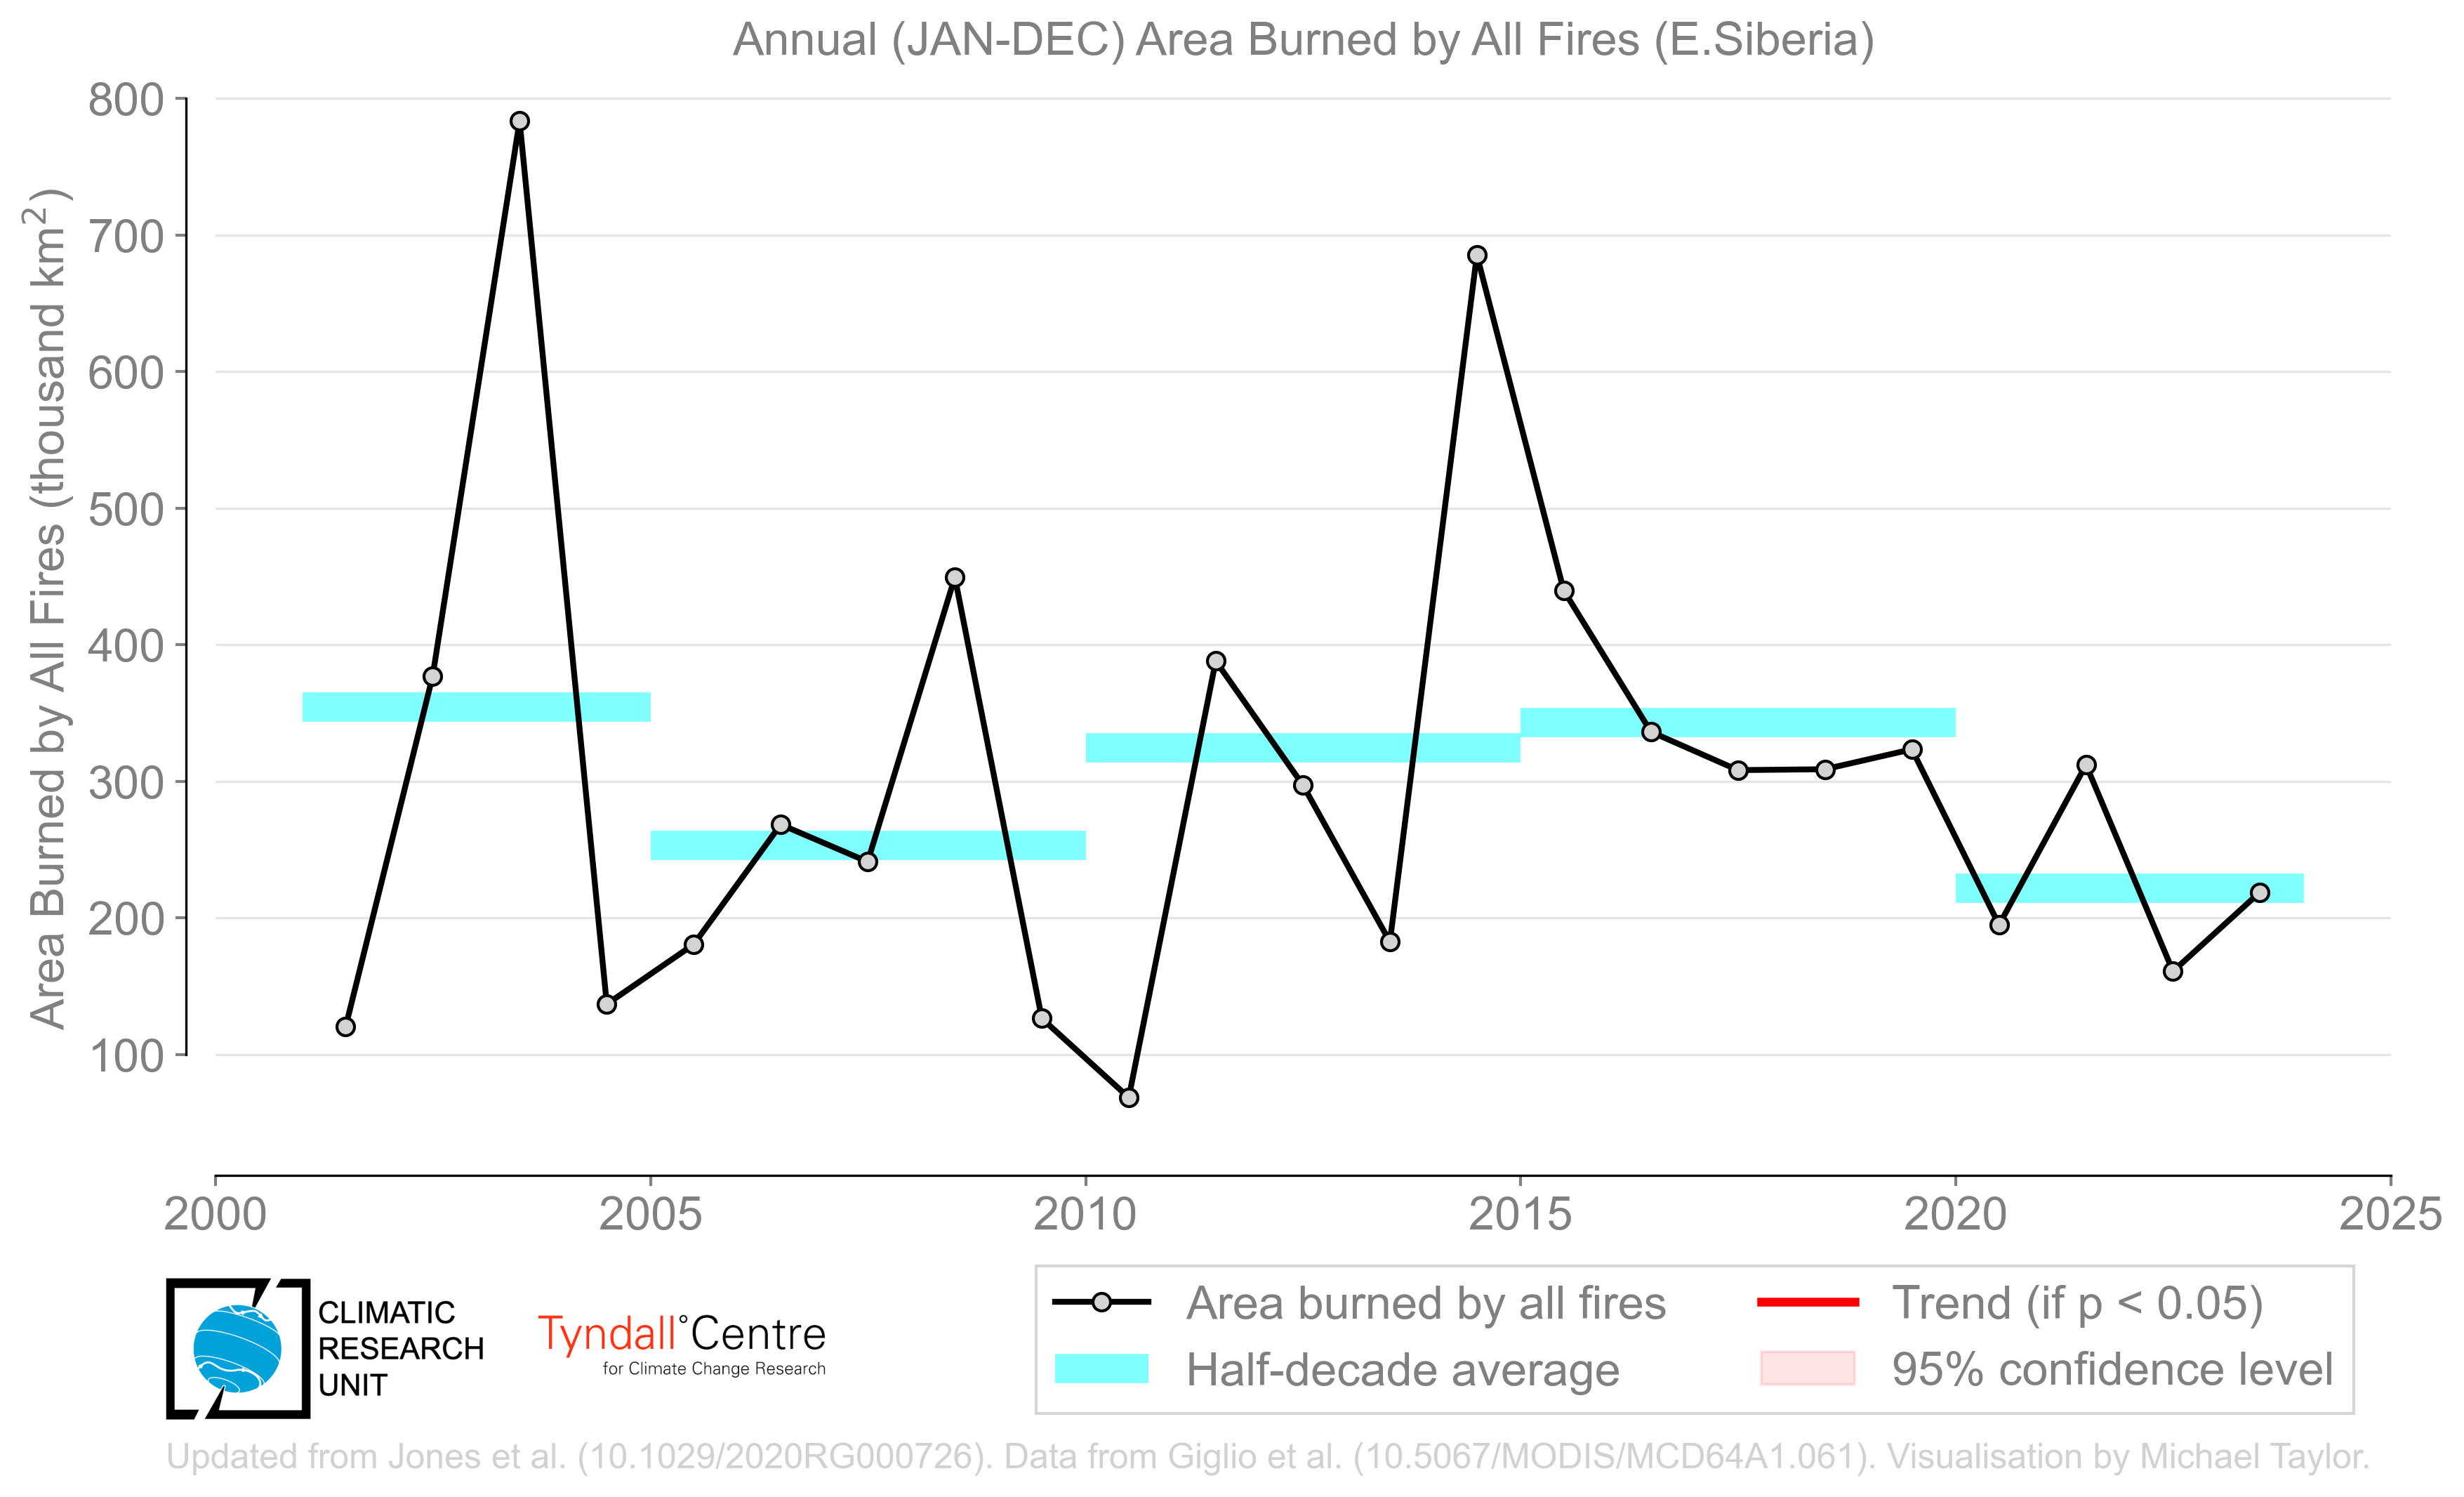 Annual (JAN-DEC) Area Burned by All Fires (E.Siberia)
Area Burned by All Fires (thousand km²)
800
700
600
500
400
300
200
100
2000 2005 2010 2015 2020 2025
Area burned by all fires
Half-decade average
Trend (if p < 0.05)
95% confidence level
CLIMATIC
RESEARCH
UNIT
Tyndall°Centre
for Climate Change Research
Updated from Jones et al. (10.1029/2020RG000726). Data from Giglio et al. (10.5067/MODIS/MCD64A1.061). Visualisation by Michael Taylor.